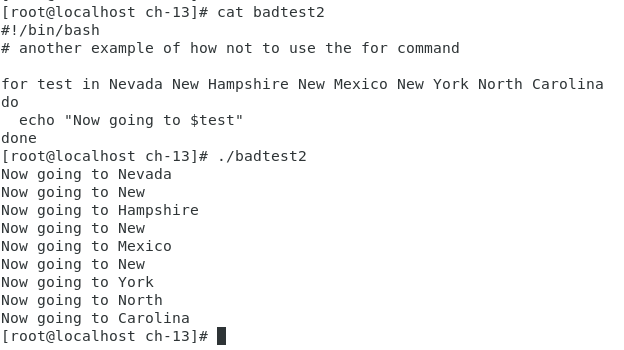 [root@localhost ch-13]# cat badtest2
#!/bin/bash
# another example of how not to use the for command

for test in Nevada New Hampshire New Mexico New York North Carolina
do
  echo "Now going to $test"
done
[root@localhost ch-13]# ./badtest2
Now going to Nevada
Now going to New
Now going to Hampshire
Now going to New
Now going to Mexico
Now going to New
Now going to York
Now going to North
Now going to Carolina
[root@localhost ch-13]#